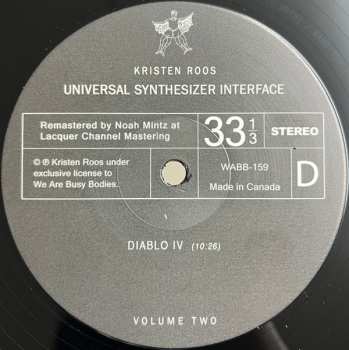 KRISTEN ROOS
UNIVERSAL SYNTHESIZER INTERFACE
Remastered by Noah Mintz at
Lacquer Channel Mastering
33 1/3
STEREO
© ℗ Kristen Roos under
exclusive license to
We Are Busy Bodies.
WABB-159
Made in Canada
D
DIABLO IV (10:26)
VOLUME TWO